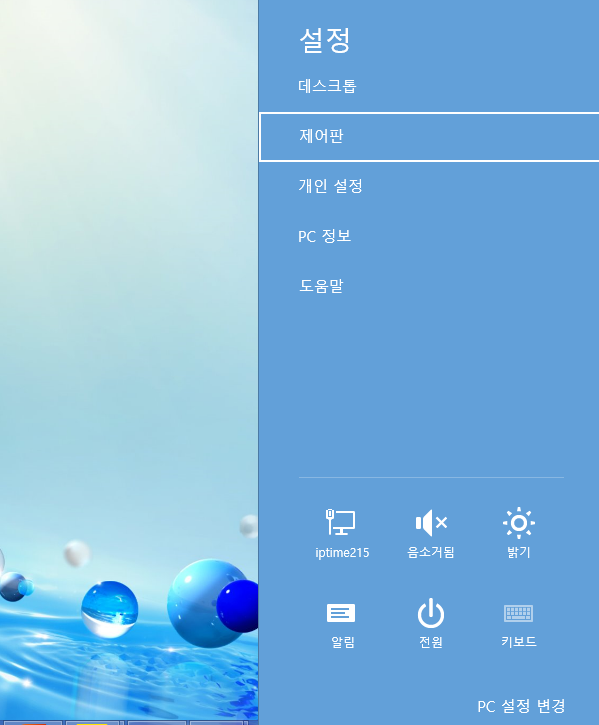 설정
데스크톱
제어판
개인 설정
PC 정보
도움말
iptime215 음소거됨 밝기
알림 전원 키보드
PC 설정 변경